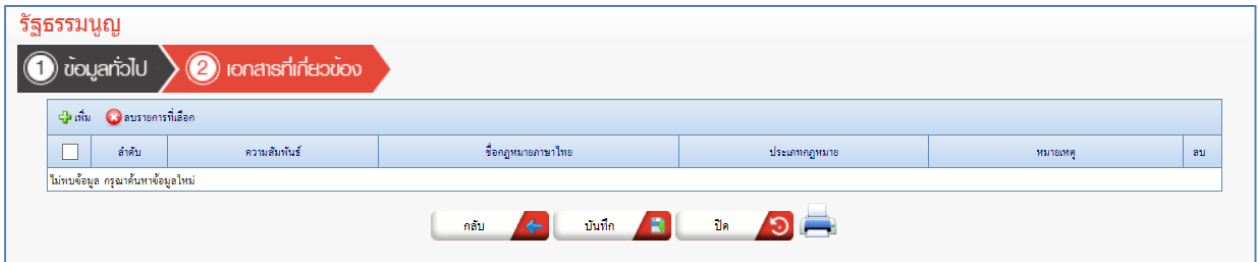 รัฐธรรมนูญ
1 ข้อมูลทั่วไป 2 เอกสารที่เกี่ยวข้อง
เพิ่ม ลบรายการที่เลือก
ลำดับ ความสัมพันธ์ ชื่อกฎหมายภาษาไทย ประเภทกฎหมาย หมายเหตุ ลบ
ไม่พบข้อมูล กรุณาค้นหาข้อมูลใหม่
กลับ บันทึก ปิด